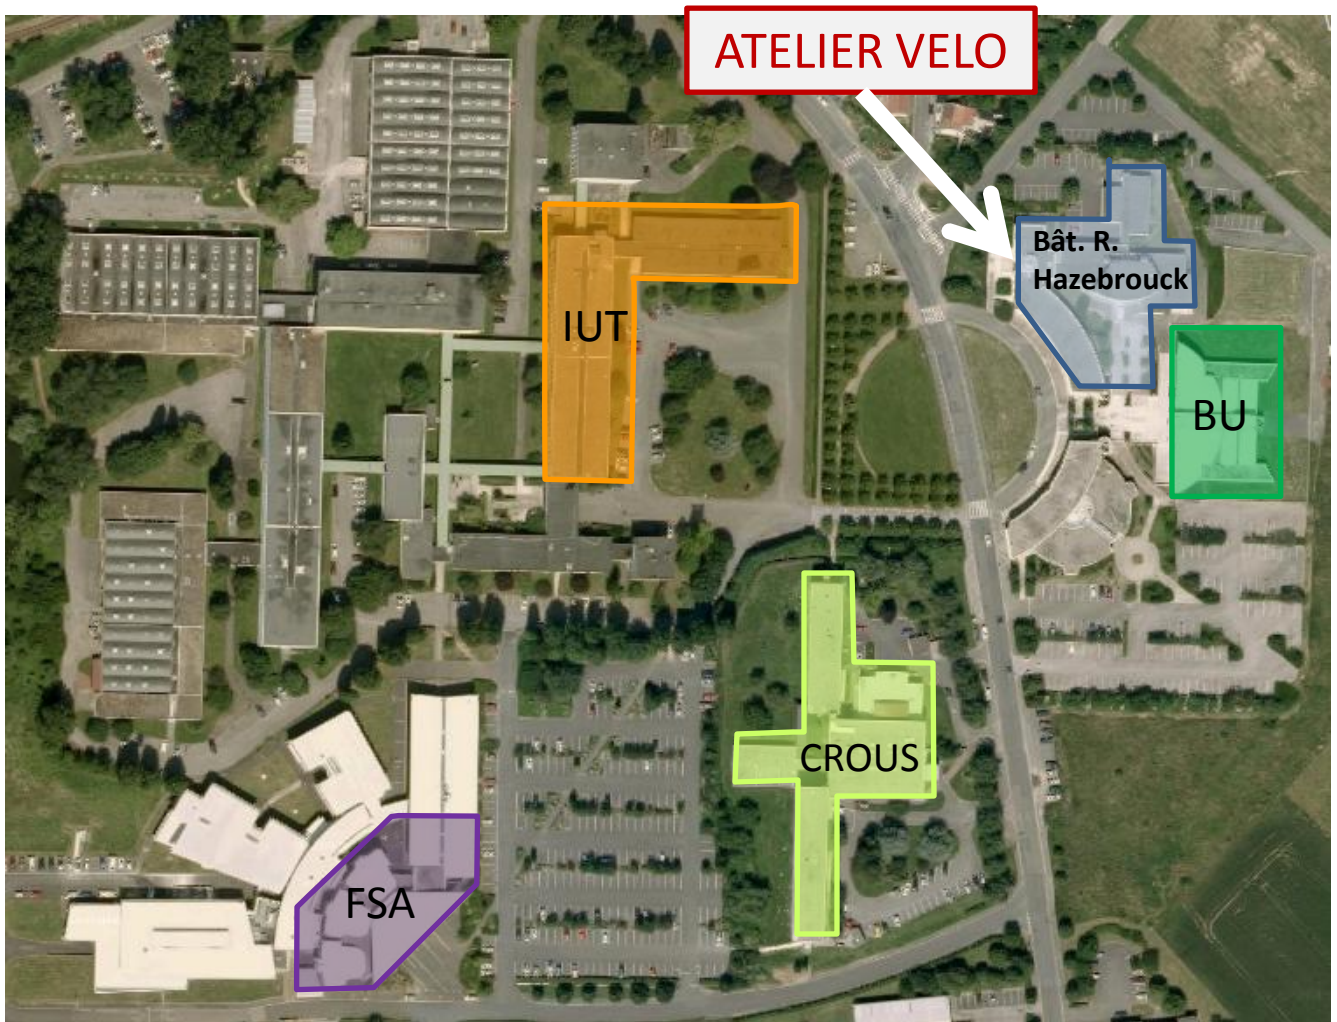 ATELIER VELO
Bât. R.
Hazebrouck
IUT
BU
CROUS
FSA